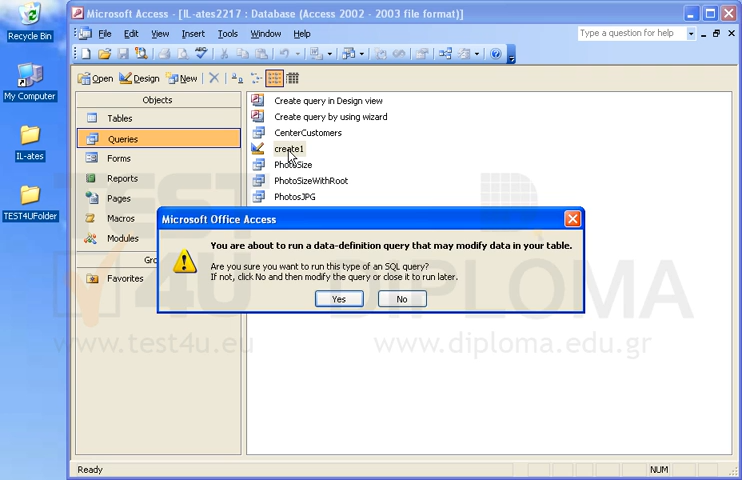 Recycle Bin
My Computer
IL-ates
TEST4UFolder
Microsoft Access - [IL-ates2217 : Database (Access 2002 - 2003 file format)]
File Edit View Insert Tools Window Help
Type a question for help
Open Design New
Objects
Tables
Queries
Forms
Reports
Pages
Macros
Modules
Gro
Favorites
Create query in Design view
Create query by using wizard
CenterCustomers
create1
PhotoSize
PhotoSizeWithRoot
PhotosJPG
Microsoft Office Access
You are about to run a data-definition query that may modify data in your table.
Are you sure you want to run this type of an SQL query?
If not, click No and then modify the query or close it to run later.
Yes No
TEST
4U
DIPLOMA
www.test4u.eu
www.diploma.edu.gr
Ready
NUM